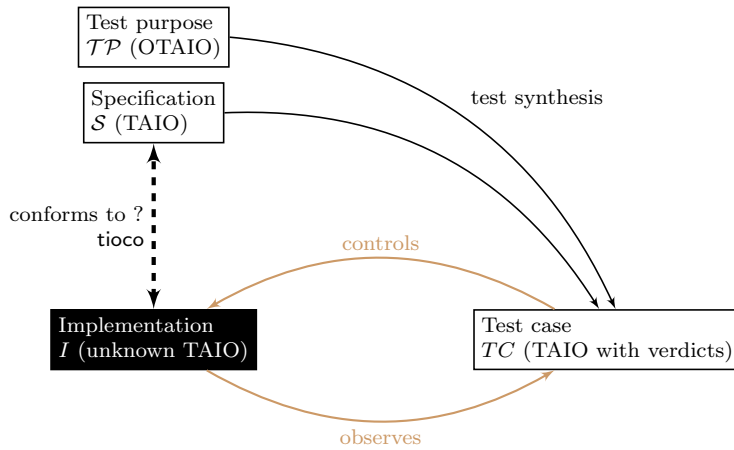 Test purpose
𝒯𝒫 (OTAIO)
Specification
𝒮 (TAIO)
test synthesis
conforms to ?
tioco
controls
Implementation
I (unknown TAIO)
Test case
TC (TAIO with verdicts)
observes